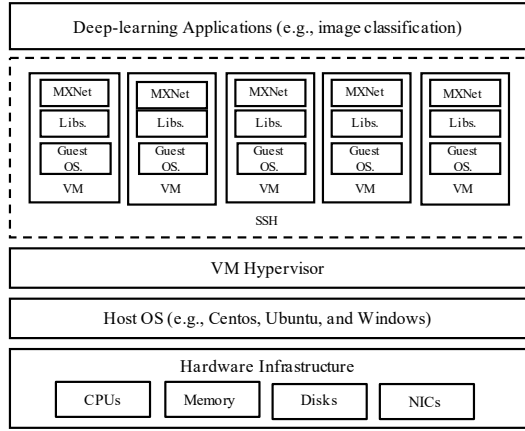 Deep-learning Applications (e.g., image classification)
MXNet MXNet MXNet MXNet MXNet
Libs. Libs. Libs. Libs. Libs.
Guest Guest Guest Guest Guest
OS. OS. OS. OS. OS.
VM VM VM VM VM
SSH
VM Hypervisor
Host OS (e.g., Centos, Ubuntu, and Windows)
Hardware Infrastructure
CPUs Memory Disks NICs